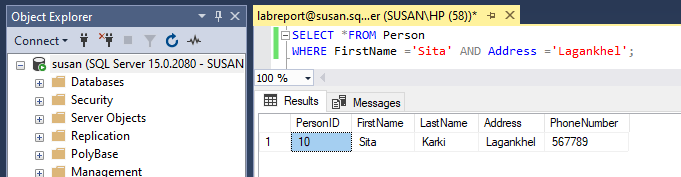 Object Explorer
Connect
susan (SQL Server 15.0.2080 - SUSAN
Databases
Security
Server Objects
Replication
PolyBase
Management
labreport@susan.sq...er (SUSAN\HP (58))*
SELECT *FROM Person
WHERE FirstName ='Sita' AND Address ='Lagankhel';
100 %
Results Messages
PersonID FirstName LastName Address PhoneNumber
1 10 Sita Karki Lagankhel 567789